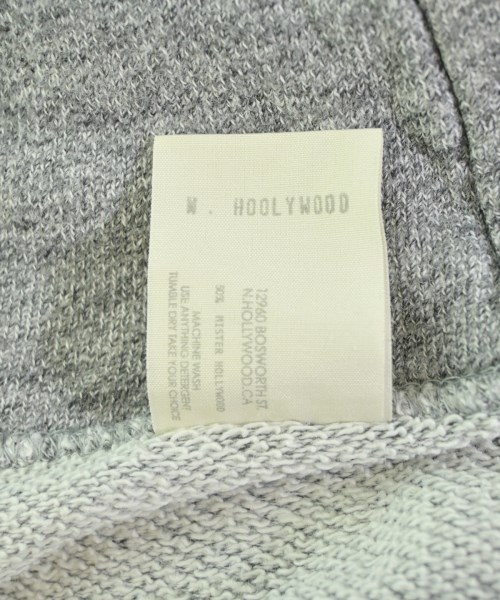 N. HOOLYWOOD
12960 BOSWORTH ST.
N.HOLLYWOOD.CA
90% MISTER HOLLYWOOD
MACHINE WASH
USE ANYTHING DETERGENT
TUMBLE DRY TAKE YOUR CHOICE